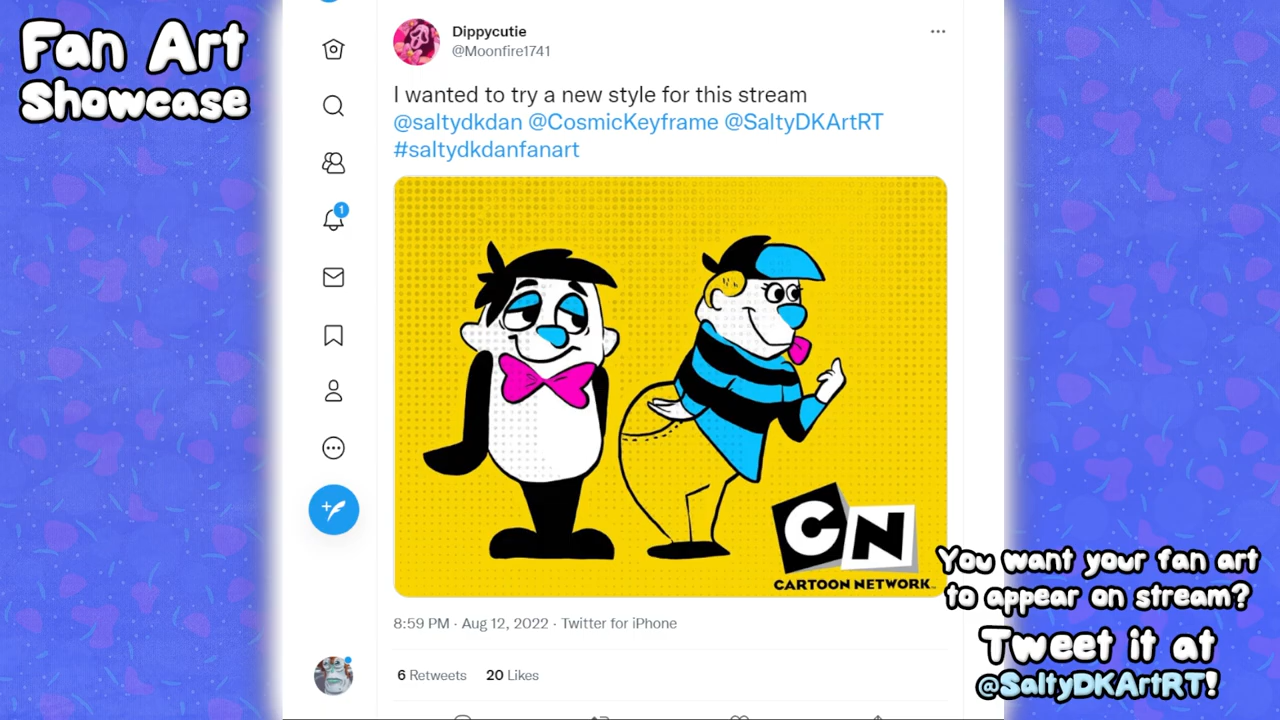 Fan Art
Showcase
Dippycutie
@Moonfire1741
I wanted to try a new style for this stream
@saltydkdan @CosmicKeyframe @SaltyDKArtRT
#saltydkdanfanart
1
CN
CARTOON NETWORK™
8:59 PM · Aug 12, 2022 · Twitter for iPhone
6 Retweets 20 Likes
You want your fan art
to appear on stream?
Tweet it at
@SaltyDKArtRT!